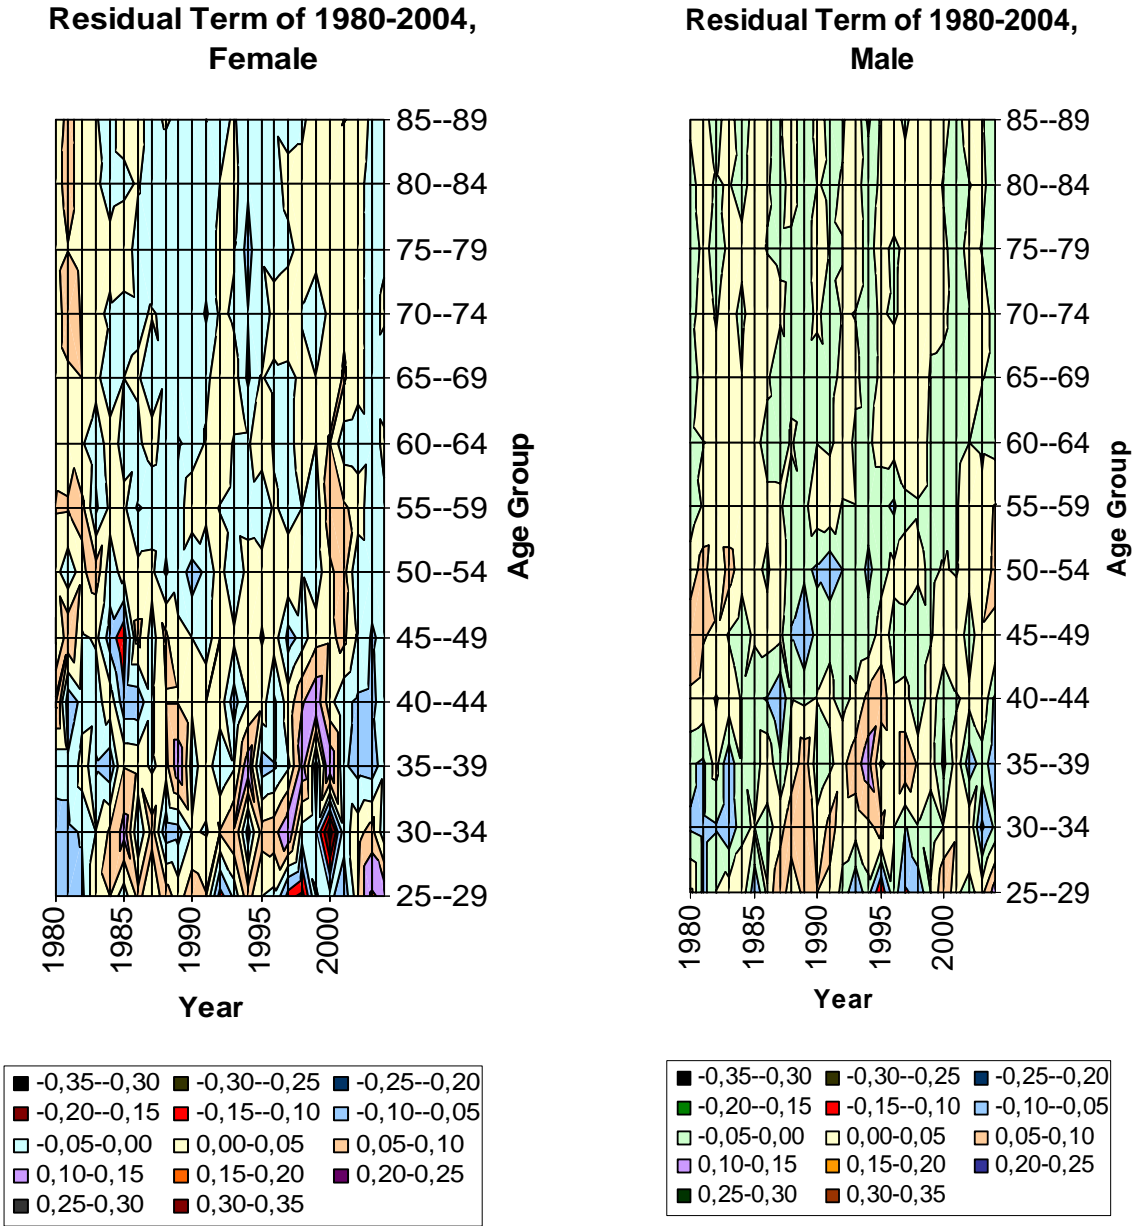 Residual Term of 1980-2004,
Female
85--89
80--84
75--79
70--74
65--69
60--64
55--59
50--54
45--49
40--44
35--39
30--34
25--29
Age Group
1980
1985
1990
1995
2000
Year
-0,35--0,30 -0,30--0,25 -0,25--0,20
-0,20--0,15 -0,15--0,10 -0,10--0,05
-0,05-0,00 0,00-0,05 0,05-0,10
0,10-0,15 0,15-0,20 0,20-0,25
0,25-0,30 0,30-0,35
Residual Term of 1980-2004,
Male
85--89
80--84
75--79
70--74
65--69
60--64
55--59
50--54
45--49
40--44
35--39
30--34
25--29
Age Group
1980
1985
1990
1995
2000
Year
-0,35--0,30 -0,30--0,25 -0,25--0,20
-0,20--0,15 -0,15--0,10 -0,10--0,05
-0,05-0,00 0,00-0,05 0,05-0,10
0,10-0,15 0,15-0,20 0,20-0,25
0,25-0,30 0,30-0,35